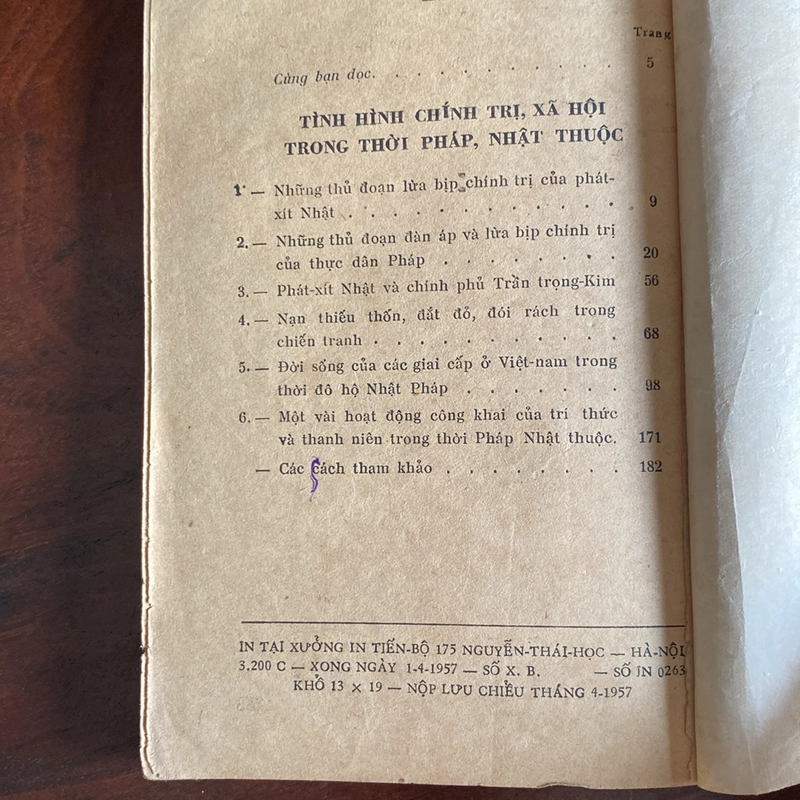 Trang
Cùng bạn đọc. . . . . . . . . . . 5
TÌNH HÌNH CHÍNH TRỊ, XÃ HỘI
TRONG THỜI PHÁP, NHẬT THUỘC
1 — Những thủ đoạn lừa bịp chính trị của phát-
xít Nhật . . . . . . . . . . . . 9
2. — Những thủ đoạn đàn áp và lừa bịp chính trị
của thực dân Pháp . . . . . . . . 20
3. — Phát-xít Nhật và chính phủ Trần trọng-Kim 56
4. — Nạn thiếu thốn, đắt đỏ, đói rách trong
chiến tranh . . . . . . . . . . . 68
5. — Đời sống của các giai cấp ở Việt-nam trong
thời đô hộ Nhật Pháp . . . . . . . 98
6. — Một vài hoạt động công khai của trí thức
và thanh niên trong thời Pháp Nhật thuộc. 171
— Các cách tham khảo . . . . . . . . 182
IN TẠI XƯỞNG IN TIẾN-BỘ 175 NGUYỄN-THÁI-HỌC — HÀ-NỘI
3.200 C — XONG NGÀY 1-4-1957 — SỐ X. B. — SỐ IN 0263
KHỔ 13 × 19 — NỘP LƯU CHIỂU THÁNG 4-1957